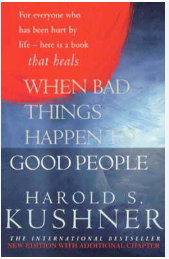 For everyone who
has been hurt by
life – here is a book
that heals
WHEN BAD
THINGS
HAPPEN TO
GOOD PEOPLE
HAROLD S.
KUSHNER
THE INTERNATIONAL BESTSELLER
NEW EDITION WITH ADDITIONAL CHAPTER